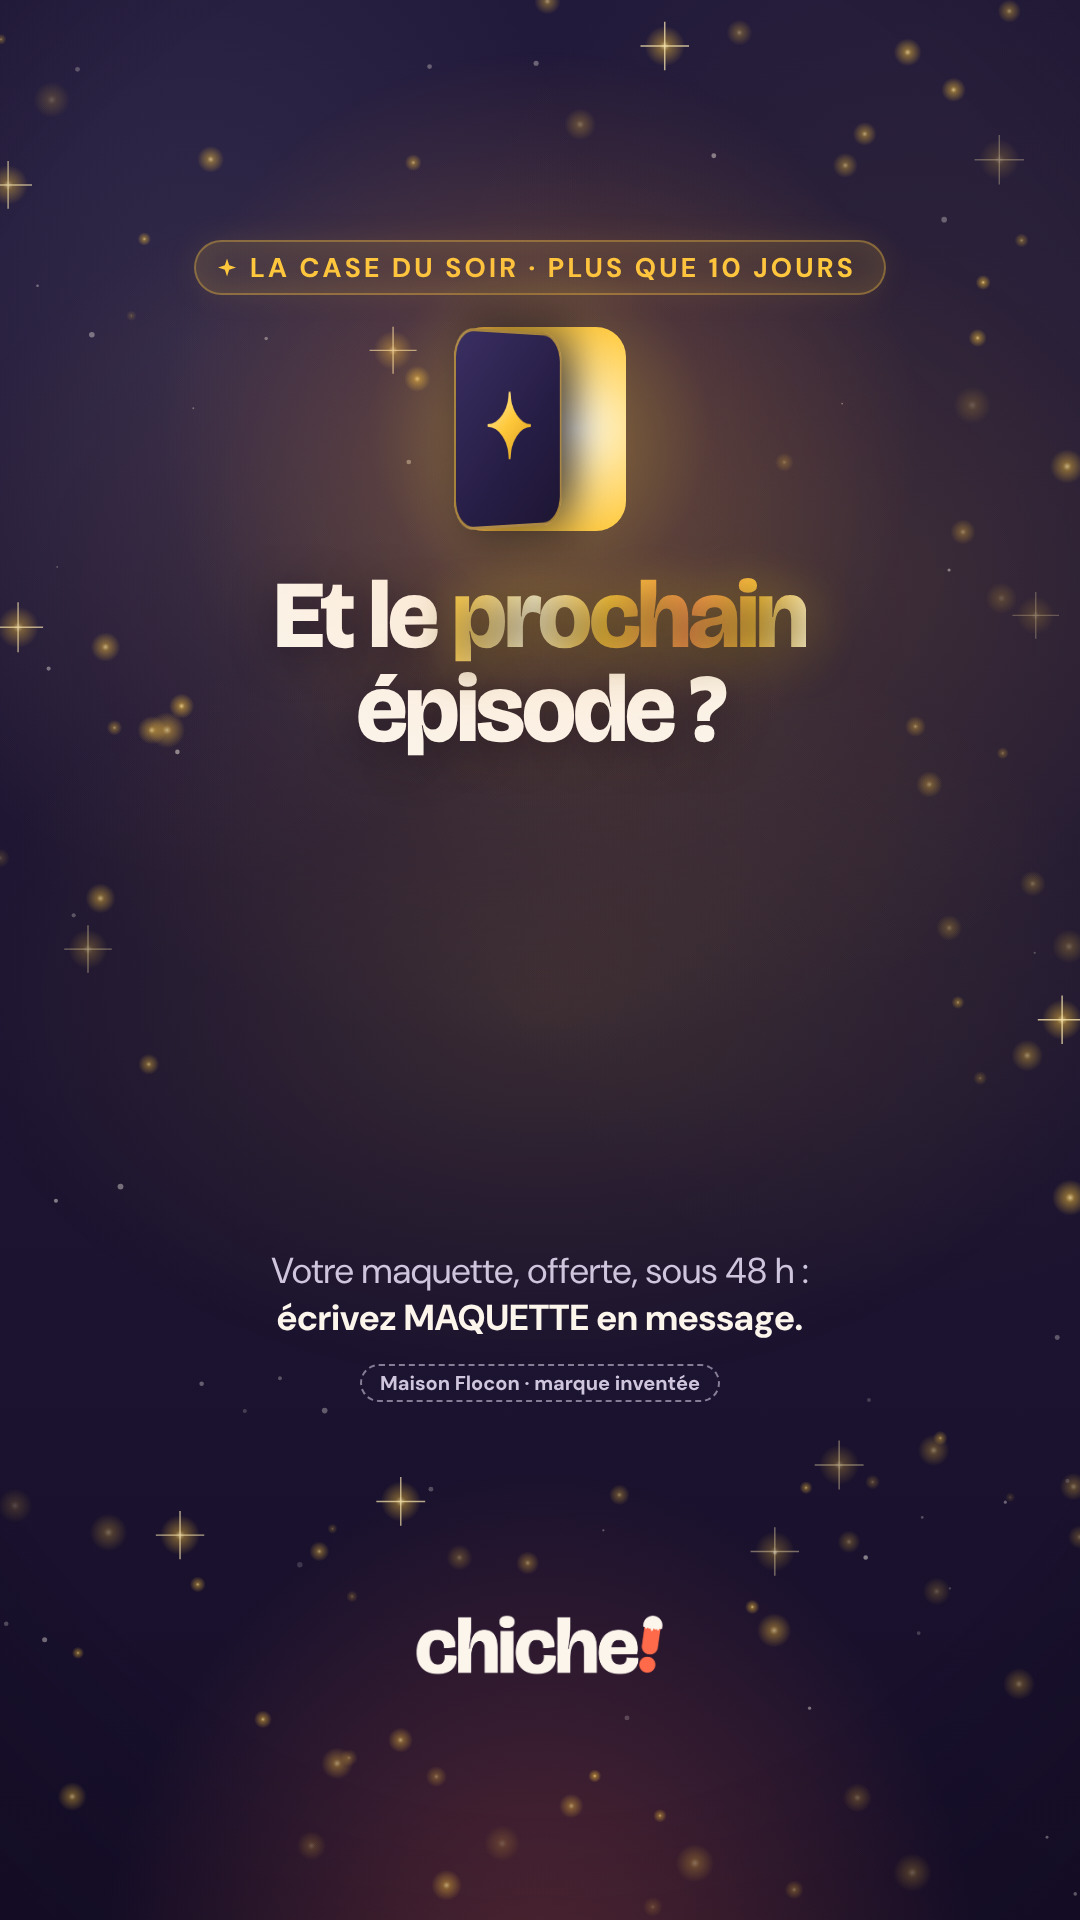 LA CASE DU SOIR · PLUS QUE 10 JOURS
Et le prochain
épisode ?
Votre maquette, offerte, sous 48 h :
écrivez MAQUETTE en message.
Maison Flocon · marque inventée
chiche!